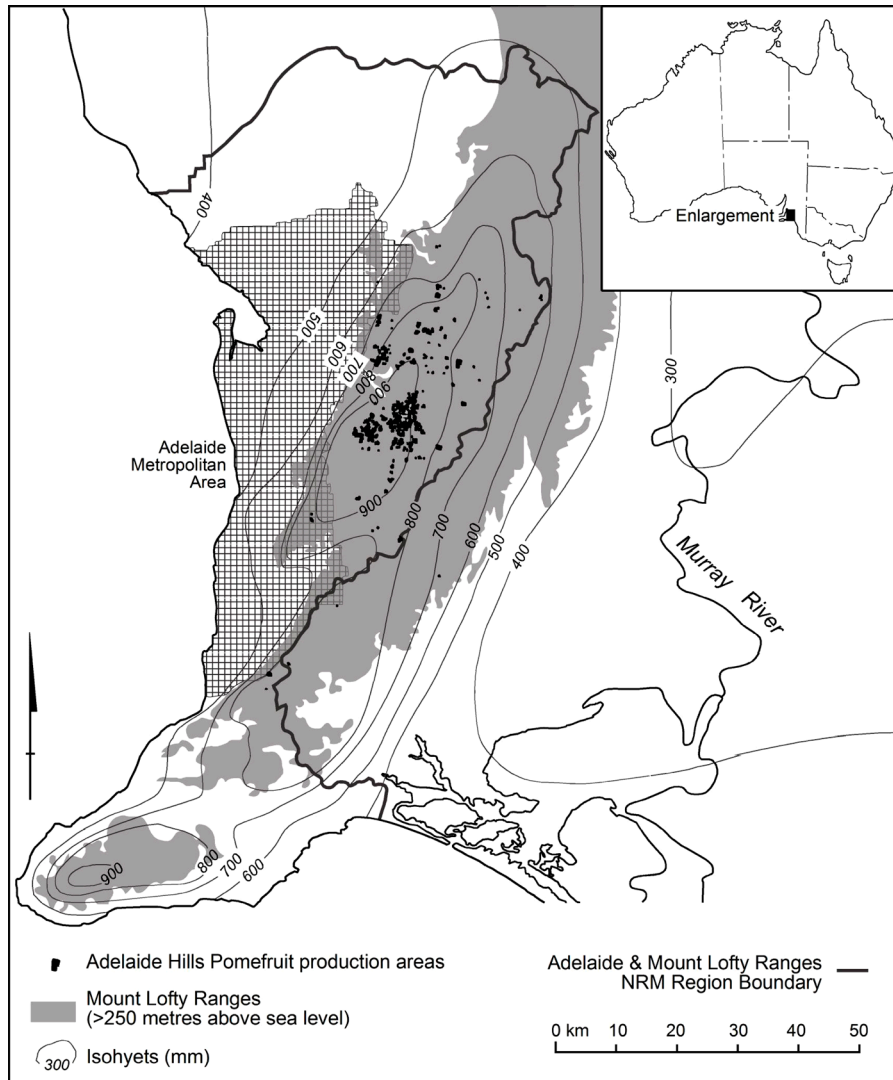 Enlargement
400
500
600
700
800
900
300
Adelaide
Metropolitan
Area
900
800
700
600
500
400
Murray River
900
800
700
600
Adelaide Hills Pomefruit production areas
Mount Lofty Ranges
(>250 metres above sea level)
300 Isohyets (mm)
Adelaide & Mount Lofty Ranges
NRM Region Boundary
0 km 10 20 30 40 50